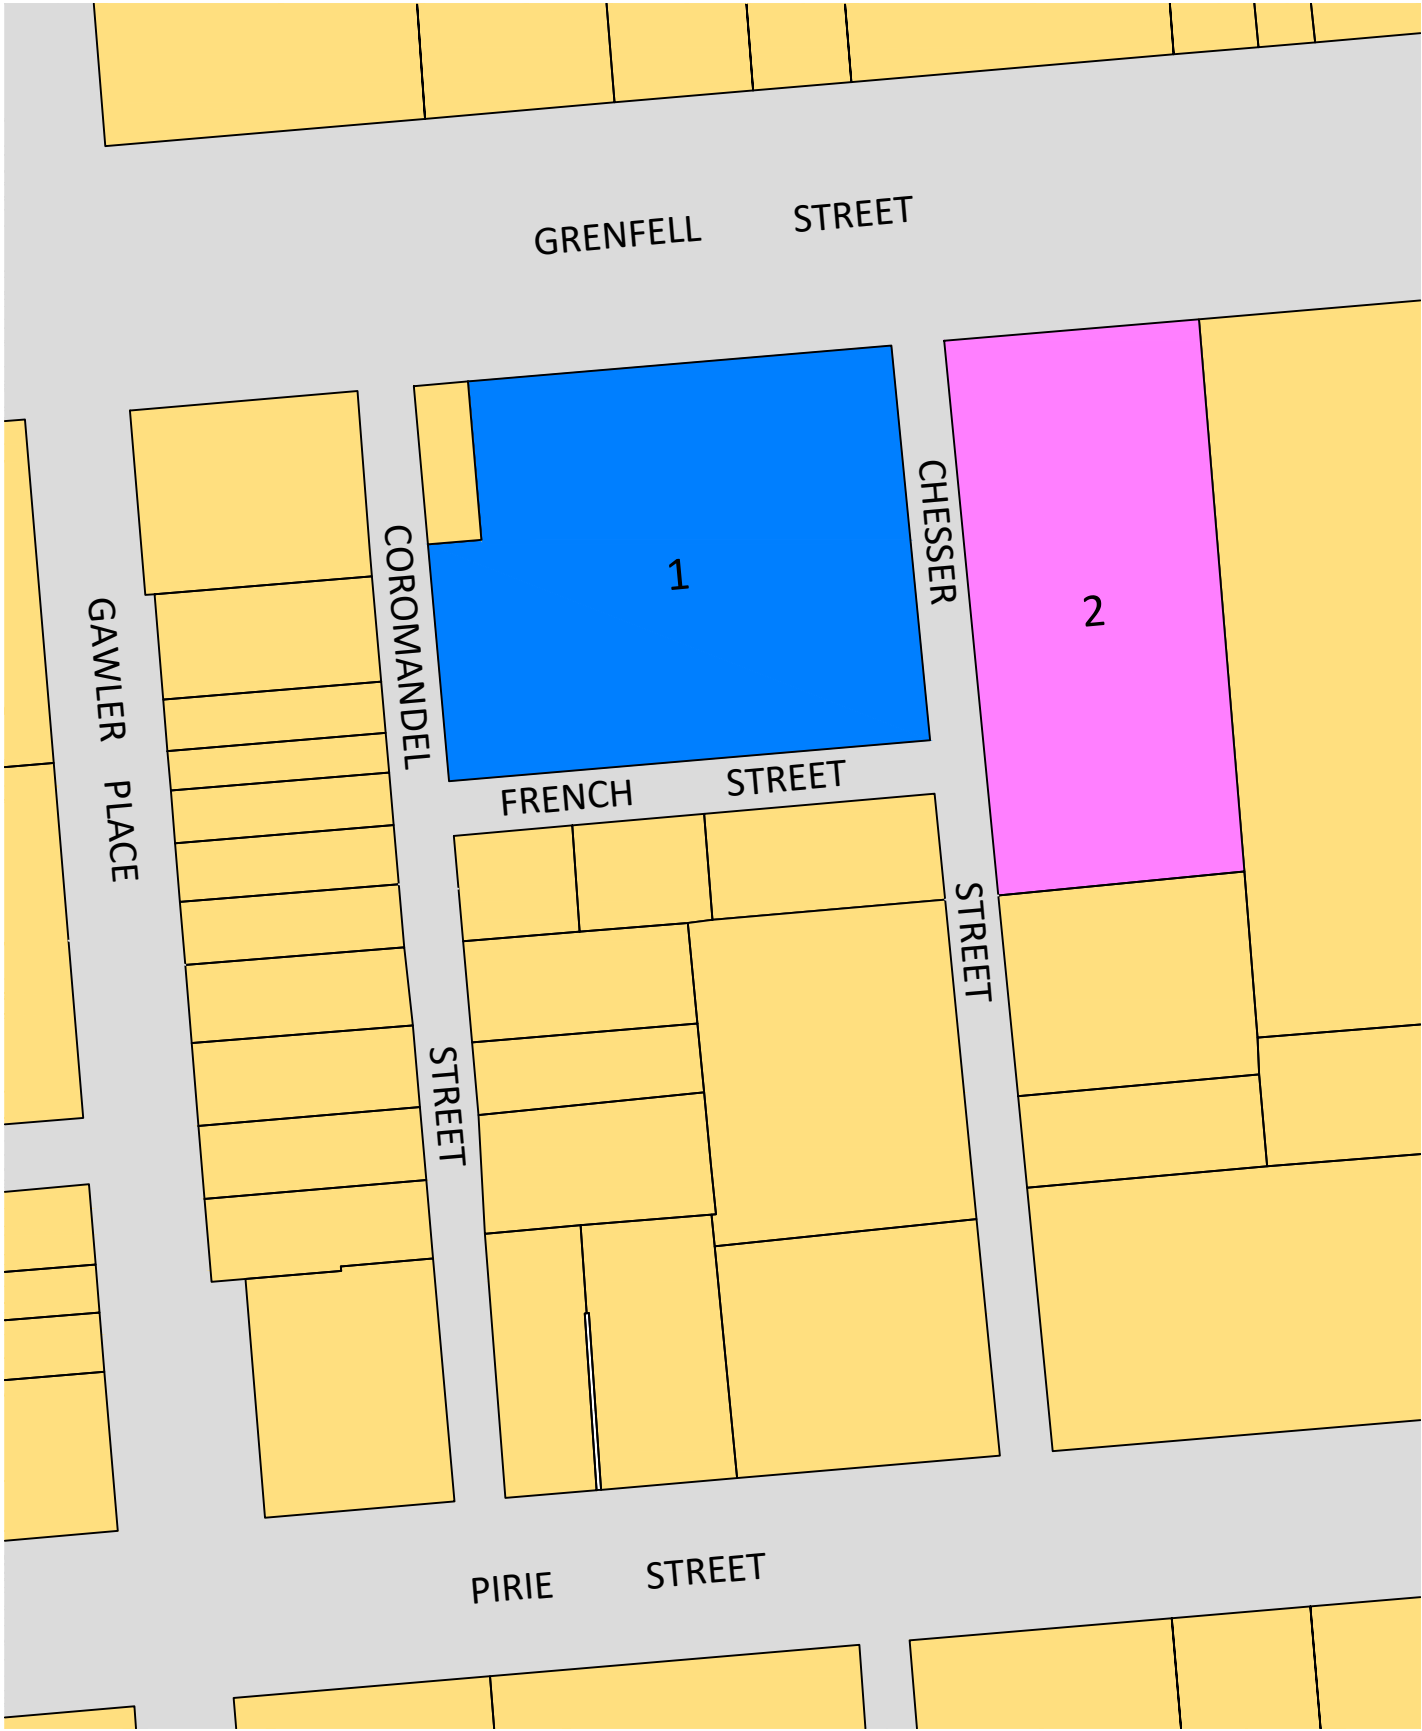 GRENFELL STREET
1
2
CHESSER STREET
COROMANDEL STREET
GAWLER PLACE
FRENCH STREET
PIRIE STREET